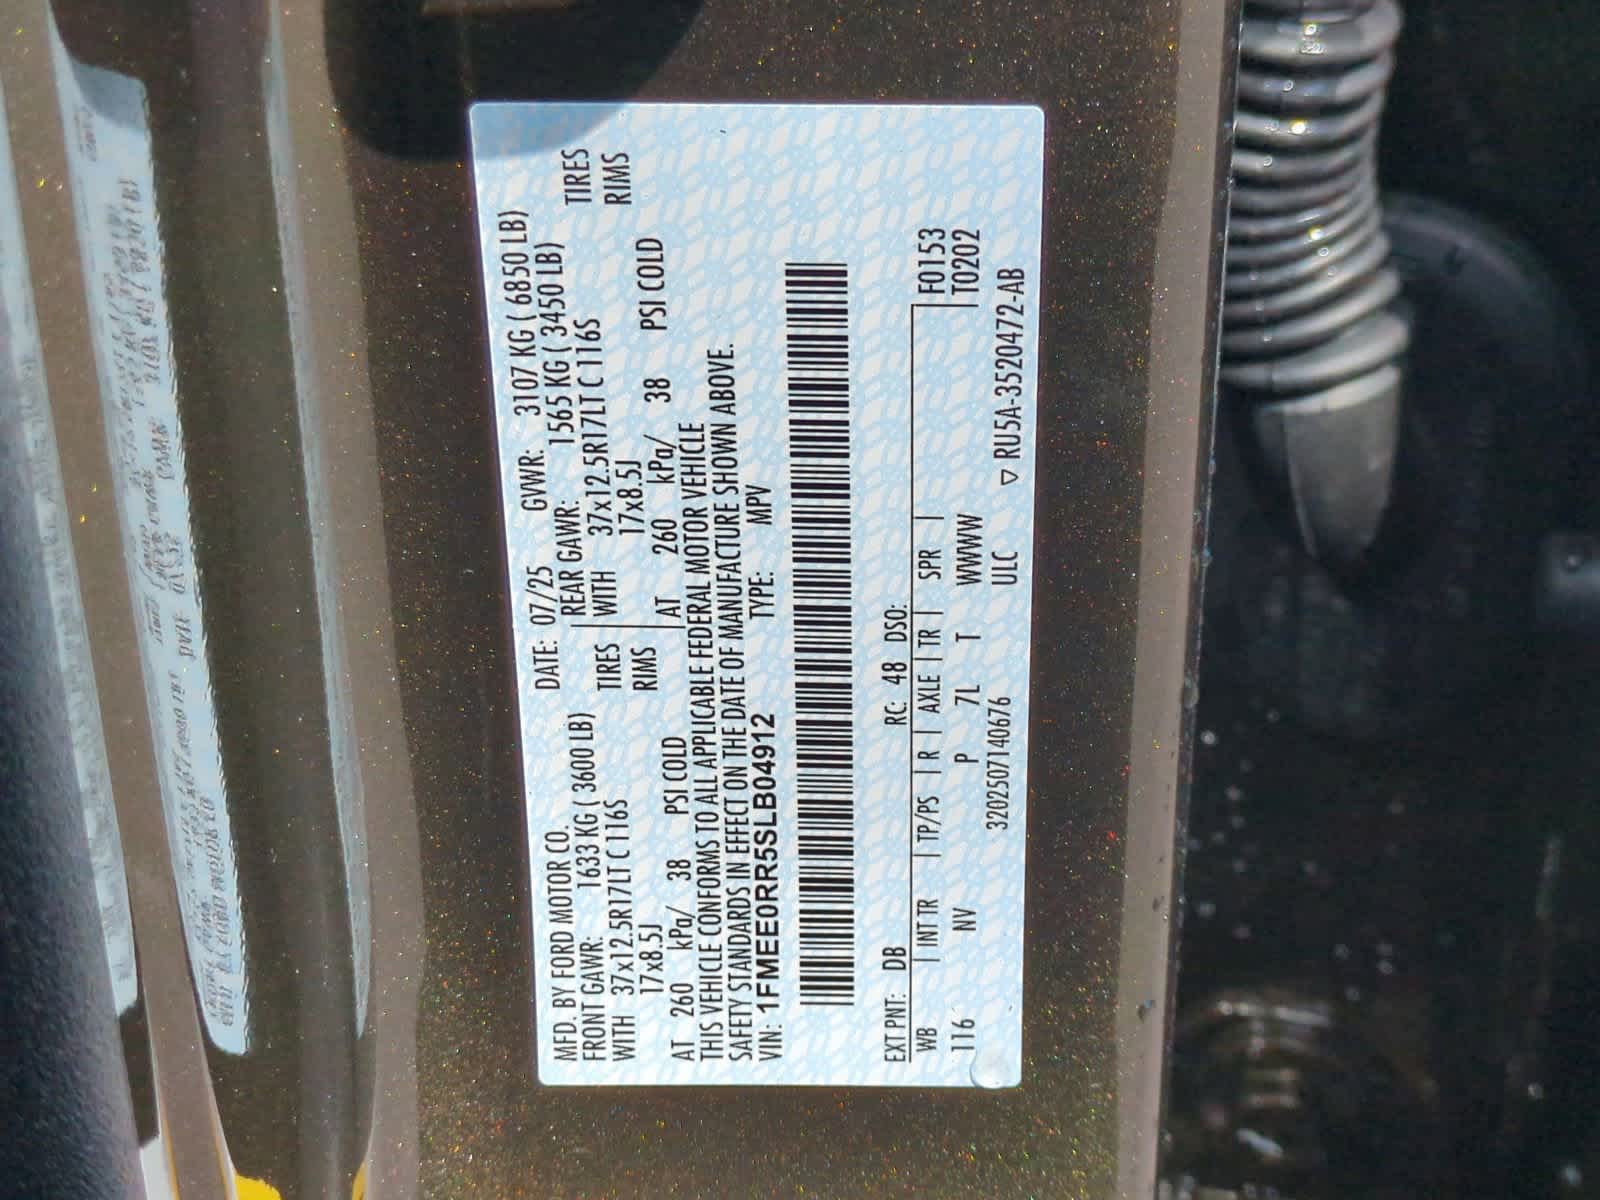 MFD. BY FORD MOTOR CO. DATE: 07/25 GVWR: 3107 KG ( 6850 LB)
FRONT GAWR: 1633 KG ( 3600 LB) REAR GAWR: 1565 KG ( 3450 LB)
WITH 37x12.5R17LT C 116S TIRES WITH 37x12.5R17LT C 116S TIRES
17x8.5J RIMS 17x8.5J RIMS
AT 260 kPa/ 38 PSI COLD AT 260 kPa/ 38 PSI COLD
THIS VEHICLE CONFORMS TO ALL APPLICABLE FEDERAL MOTOR VEHICLE
SAFETY STANDARDS IN EFFECT ON THE DATE OF MANUFACTURE SHOWN ABOVE.
VIN: 1FMEE0RR5SLB04912 TYPE: MPV
EXT PNT: DB RC: 48 DSO: F0153
WB INT TR TP/PS R AXLE TR SPR T0202
116 NV P 7L T WWWW
32025071 40676 ULC ▽ RU5A-3520472-AB